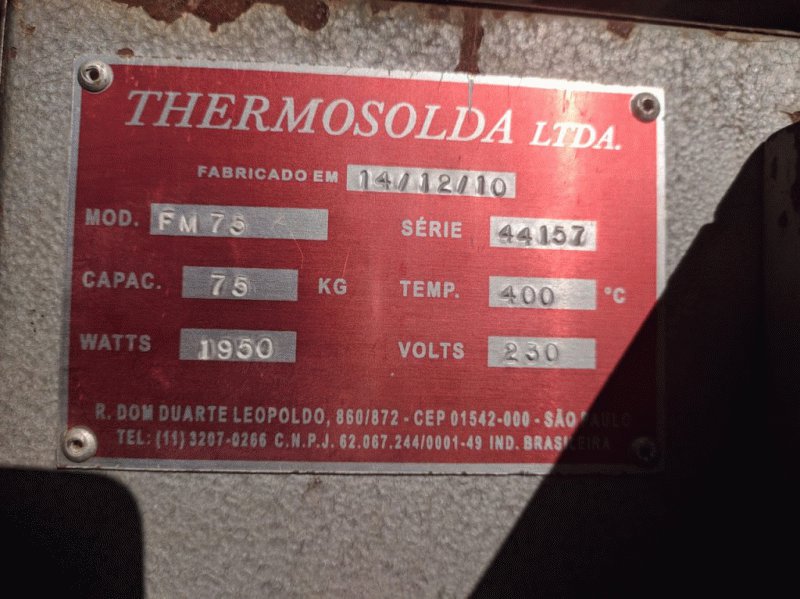 THERMOSOLDA LTDA.
FABRICADO EM 14/12/10
MOD. FM 75 SÉRIE 44157
CAPAC. 75 KG TEMP. 400 °C
WATTS 1950 VOLTS 230
R. DOM DUARTE LEOPOLDO, 860/872 - CEP 01542-000 - SÃO PAULO
TEL: (11) 3207-0266 C.N.P.J. 62.067.244/0001-49 IND. BRASILEIRA